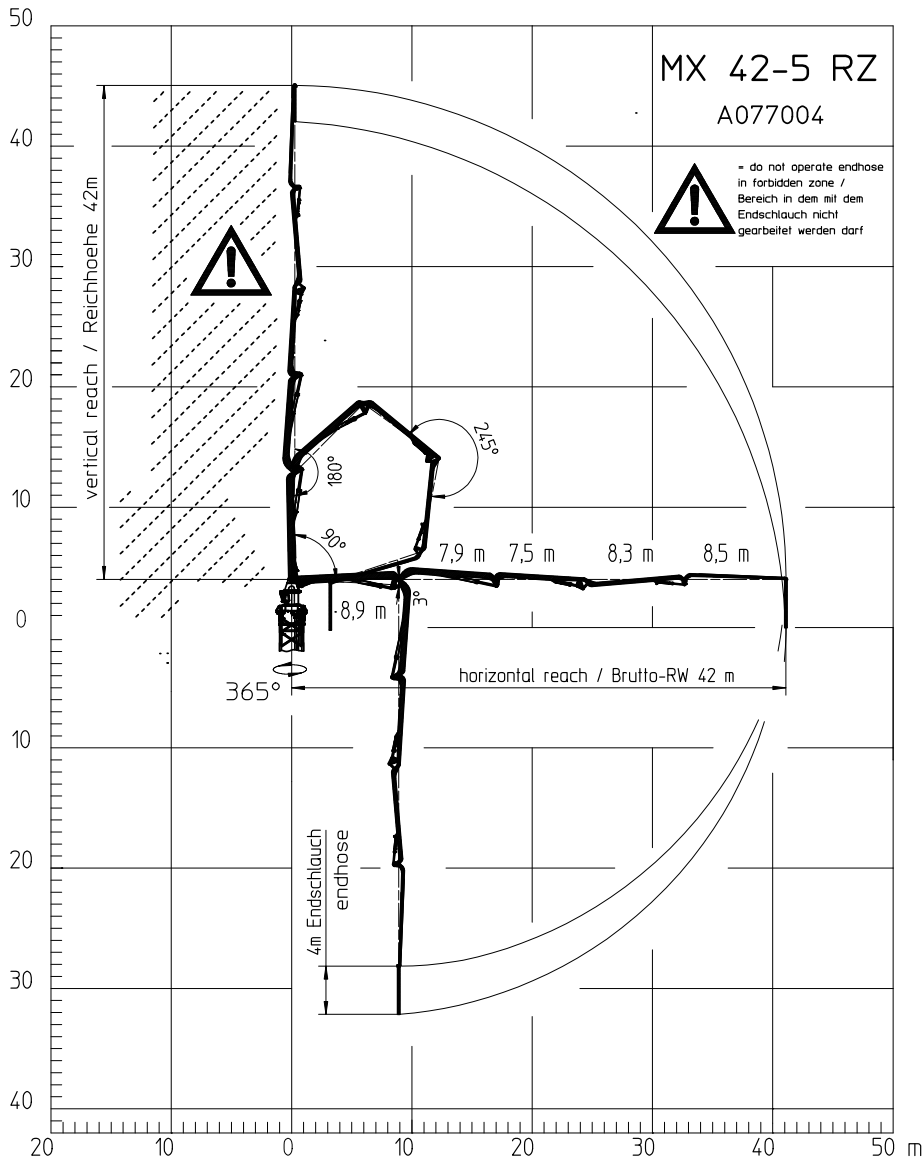 50
MX 42-5 RZ
A077004
40
= do not operate endhose
in forbidden zone /
Bereich in dem mit dem
Endschlauch nicht
gearbeitet werden darf
vertical reach / Reichhoehe 42m
30
20
245°
180°
10
90°
7,9 m 7,5 m 8,3 m 8,5 m
3°
8,9 m
0
horizontal reach / Brutto-RW 42 m
365°
10
4m Endschlauch
endhose
20
30
40
20 10 0 10 20 30 40 50 m